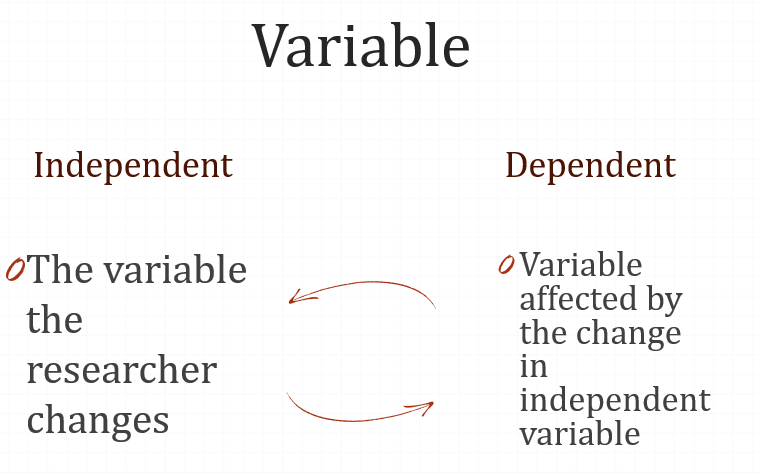 Variable
Independent
The variable
the
researcher
changes
Dependent
Variable
affected by
the change
in
independent
variable